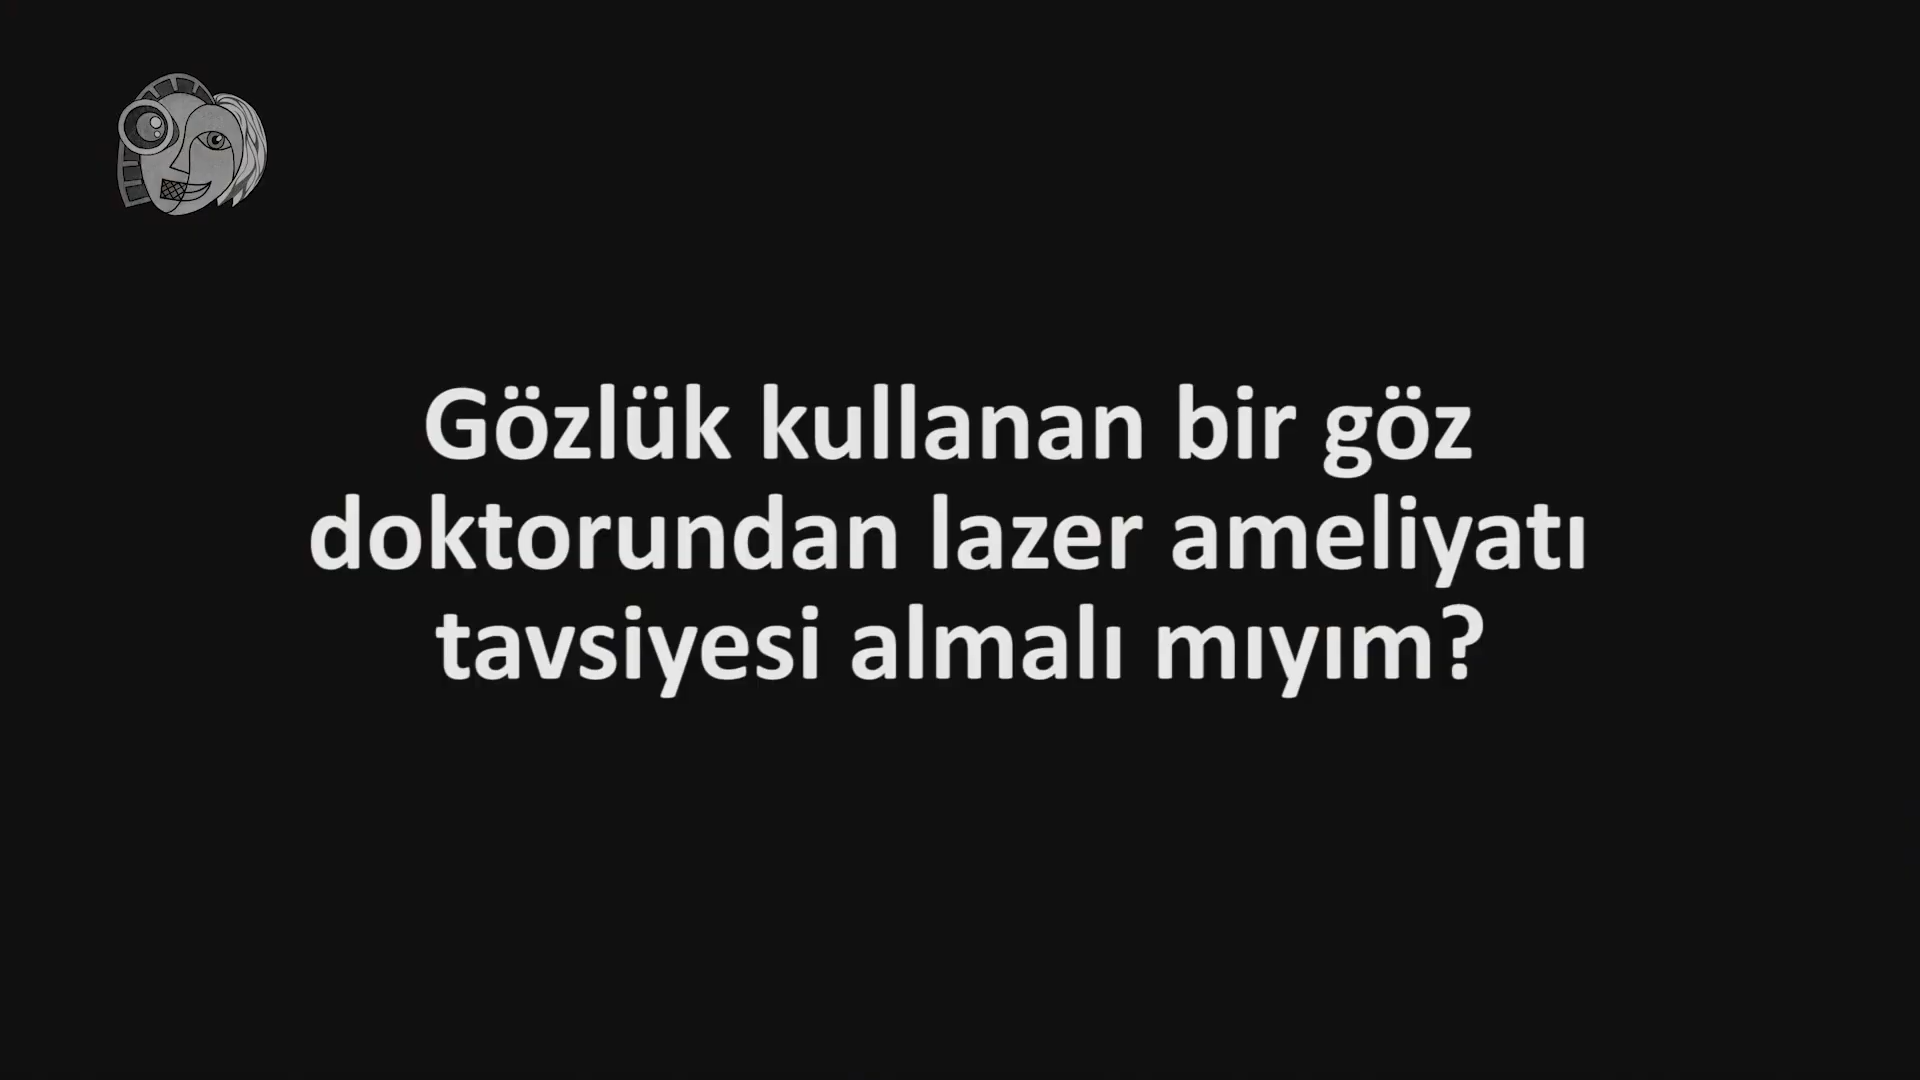 Gözlük kullanan bir göz
doktorundan lazer ameliyatı
tavsiyesi almalı mıyım?